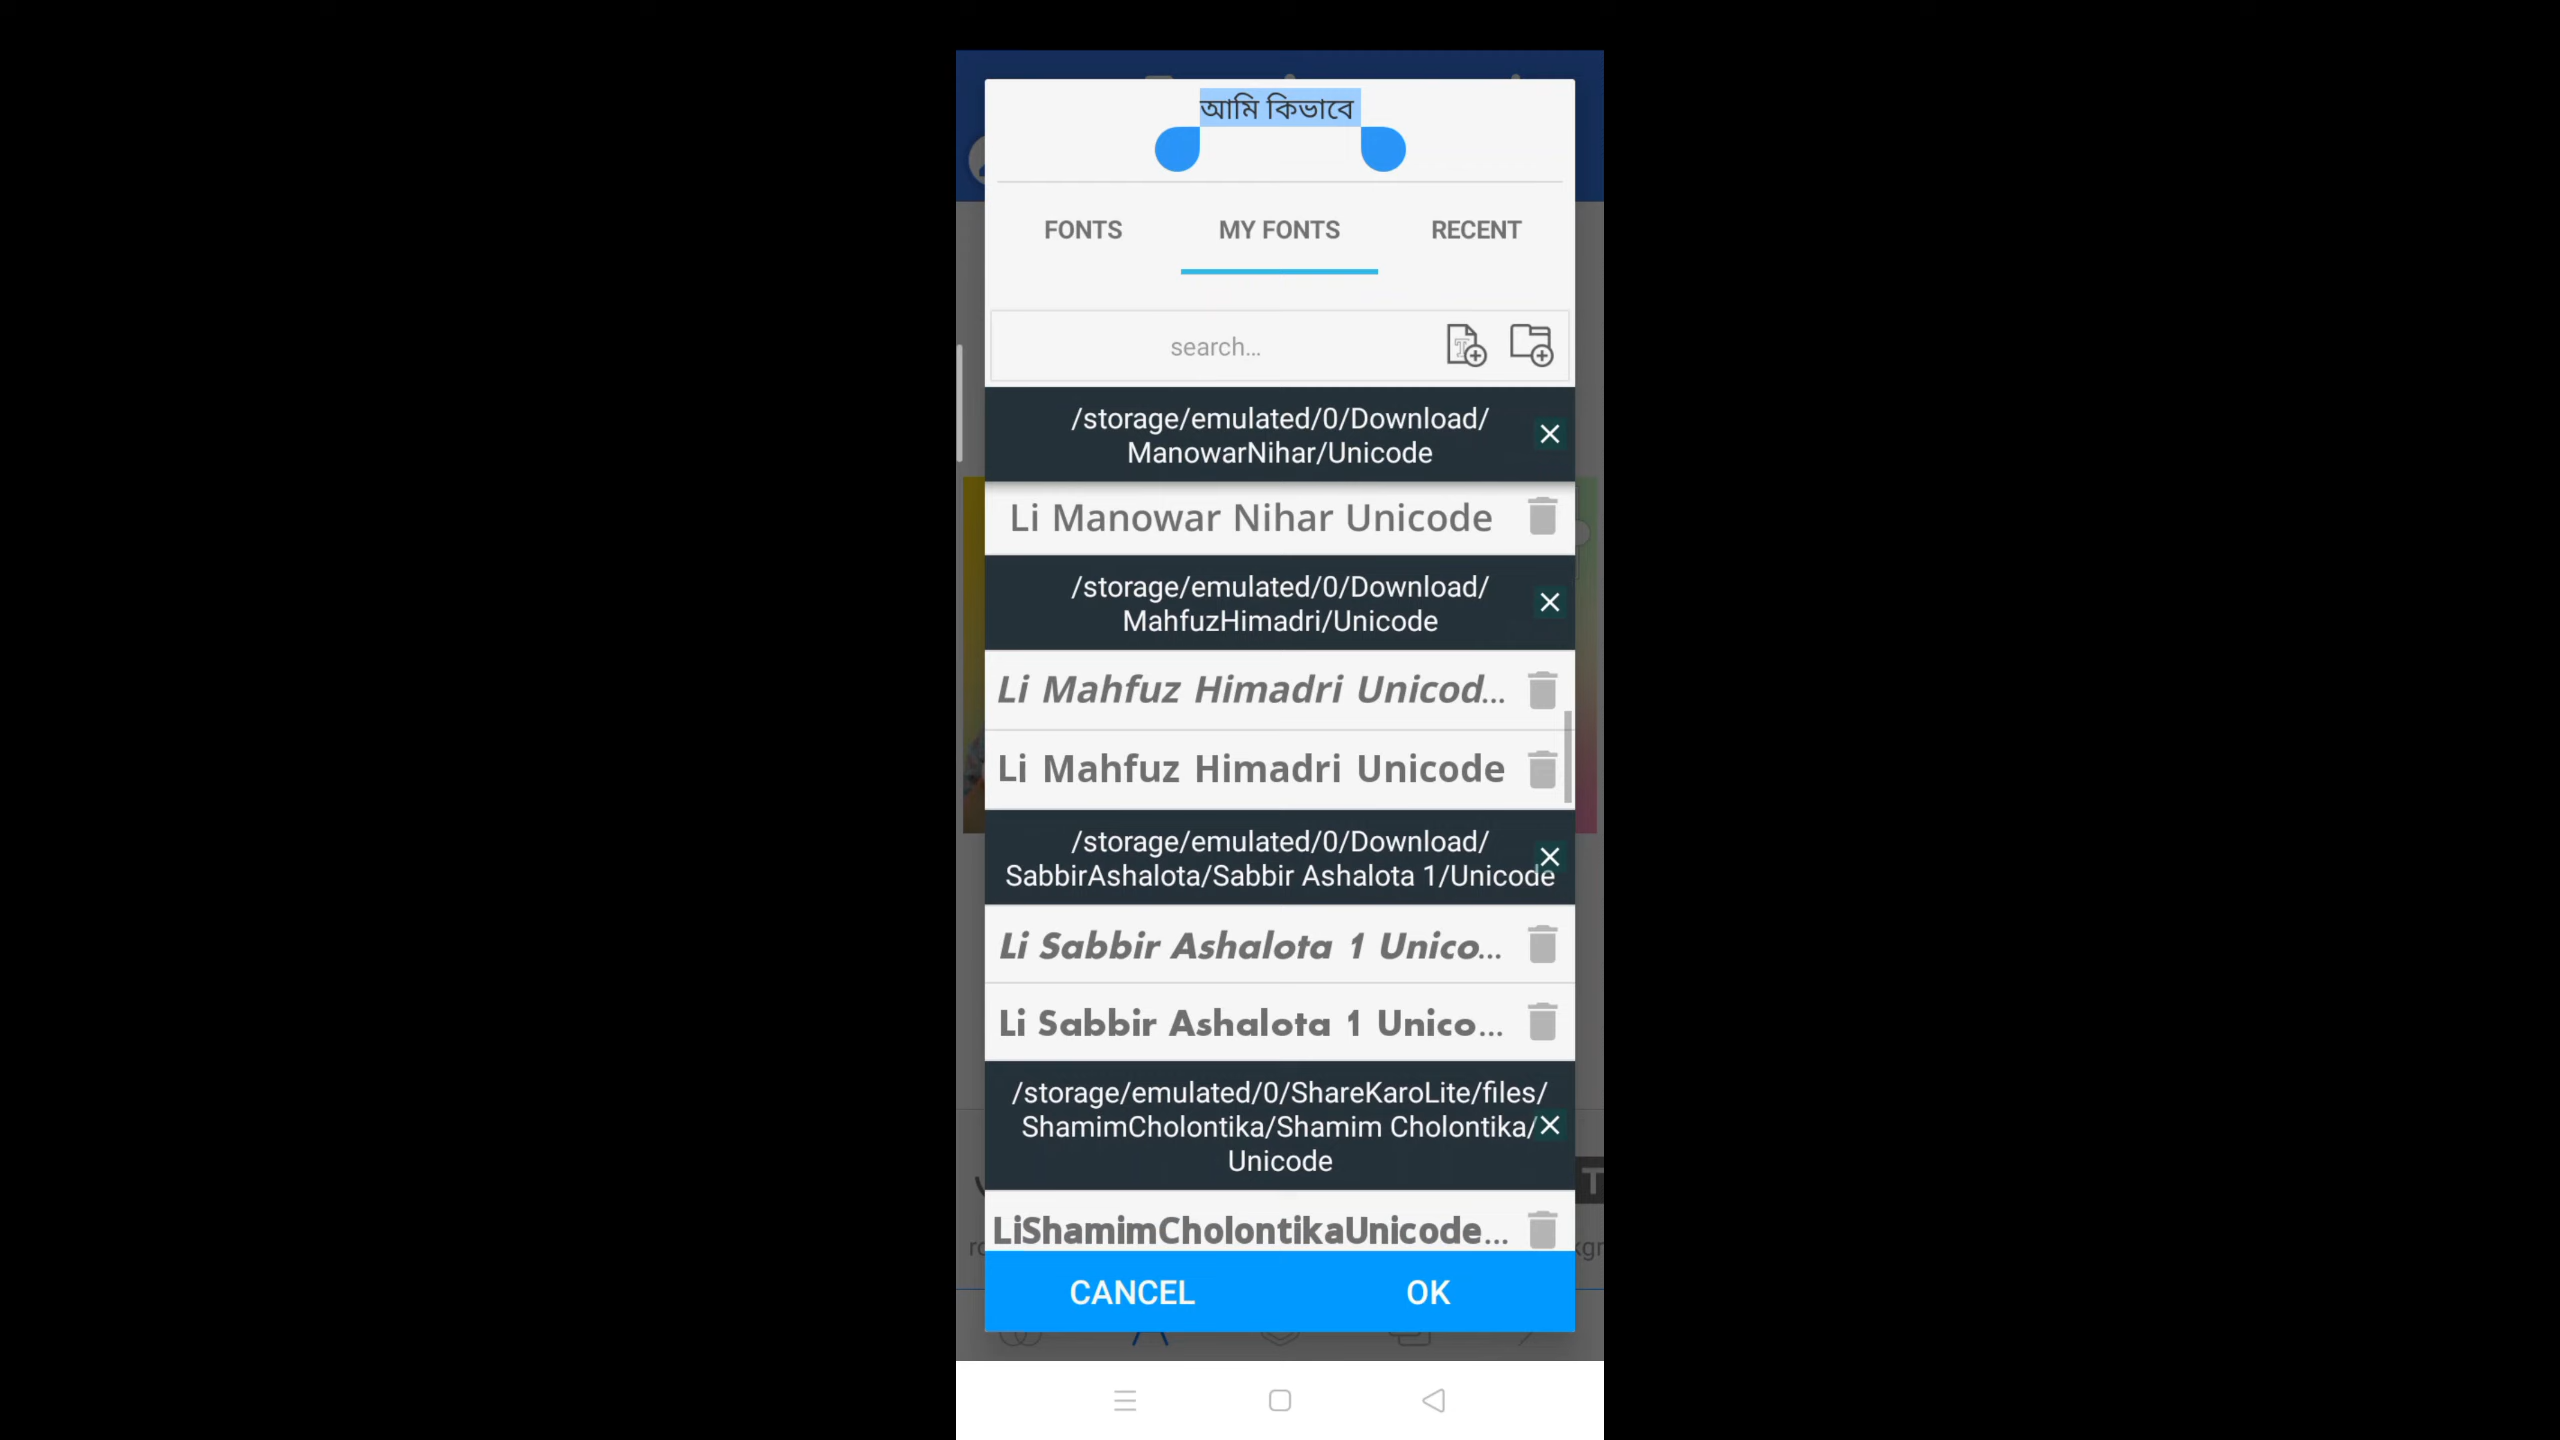 আমি কিভাবে
FONTS MY FONTS RECENT
search...
/storage/emulated/0/Download/
ManowarNihar/Unicode
Li Manowar Nihar Unicode
/storage/emulated/0/Download/
MahfuzHimadri/Unicode
Li Mahfuz Himadri Unicod...
Li Mahfuz Himadri Unicode
/storage/emulated/0/Download/
SabbirAshalota/Sabbir Ashalota 1/Unicode
Li Sabbir Ashalota 1 Unico...
Li Sabbir Ashalota 1 Unico...
/storage/emulated/0/ShareKaroLite/files/
ShamimCholontika/Shamim Cholontika/
Unicode
LiShamimCholontikaUnicode...
CANCEL OK